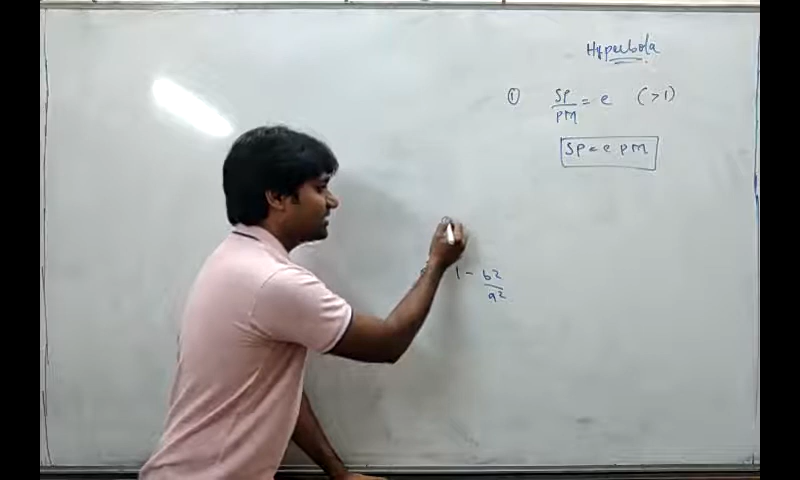 Hyperbola
① SP/PM = e (>1)
SP = e PM
1 - b2/a2